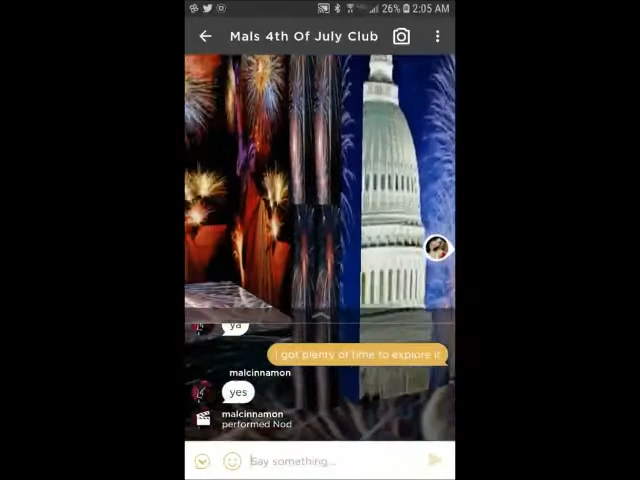 26% 2:05 AM
Mals 4th Of July Club
ya
I got plenty of time to explore it
malcinnamon
yes
malcinnamon
performed Nod
Say something...